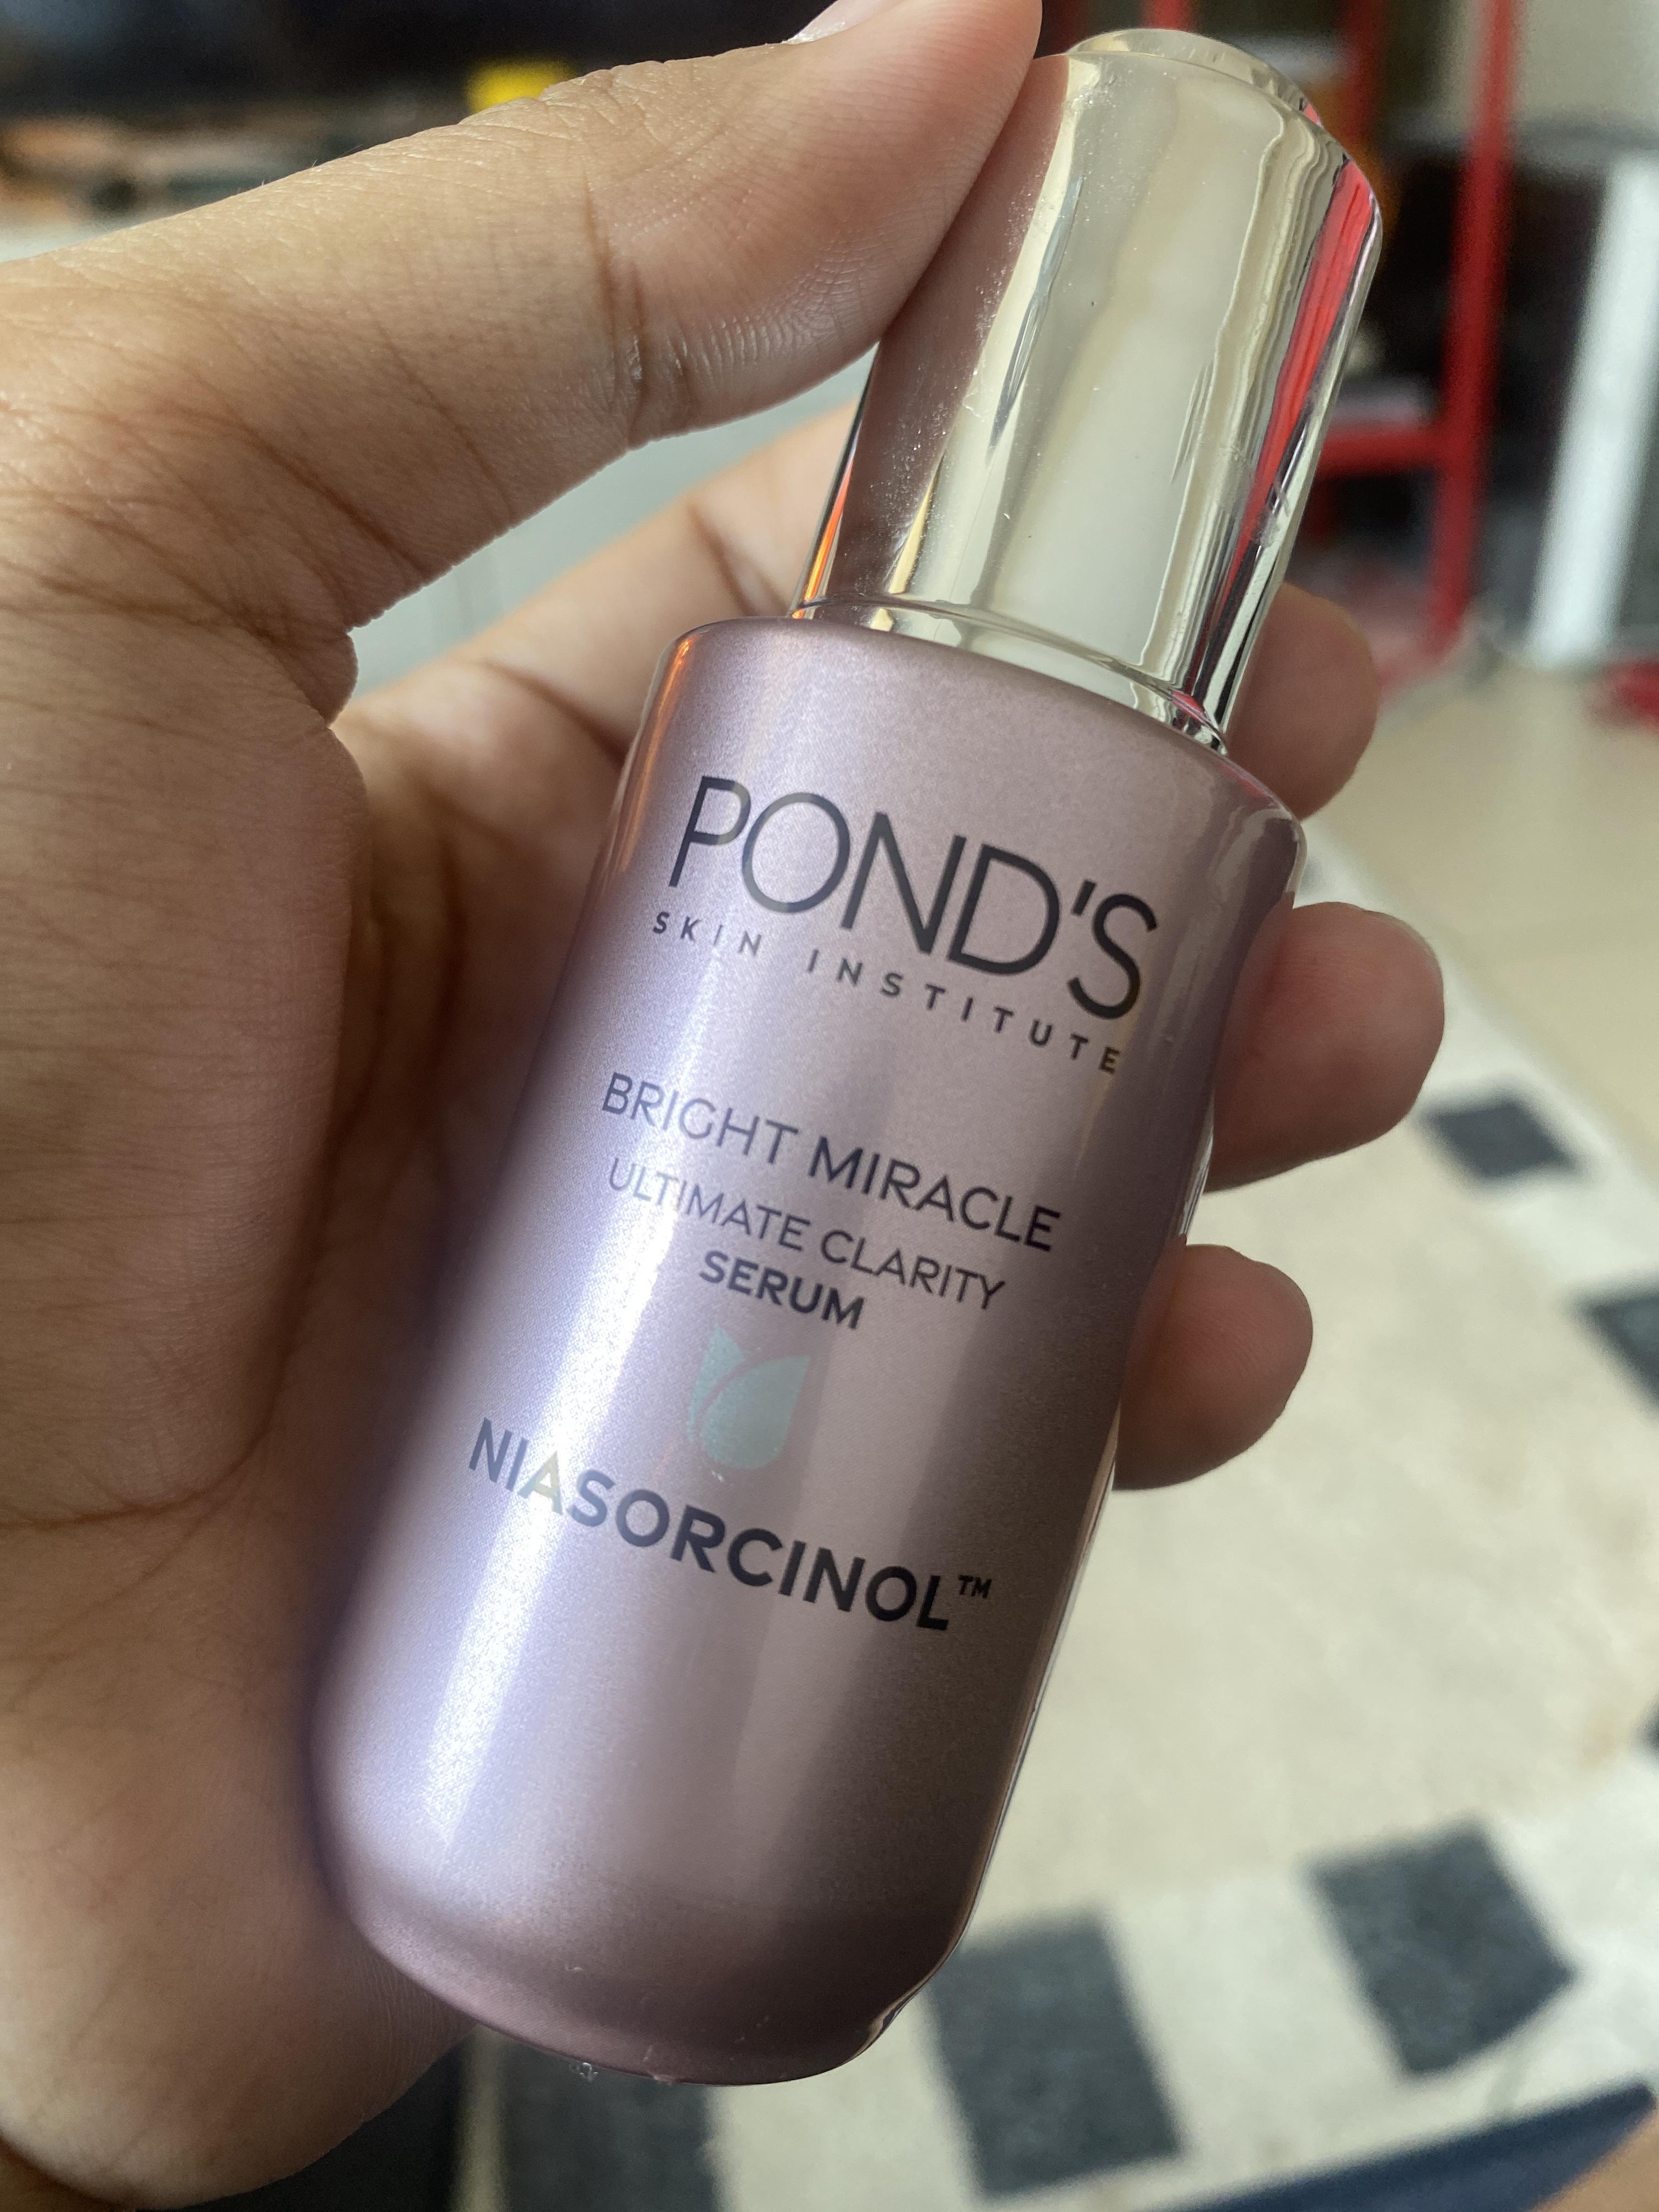 POND'S
SKIN INSTITUTE
BRIGHT MIRACLE
ULTIMATE CLARITY
SERUM
NIASORCINOL™